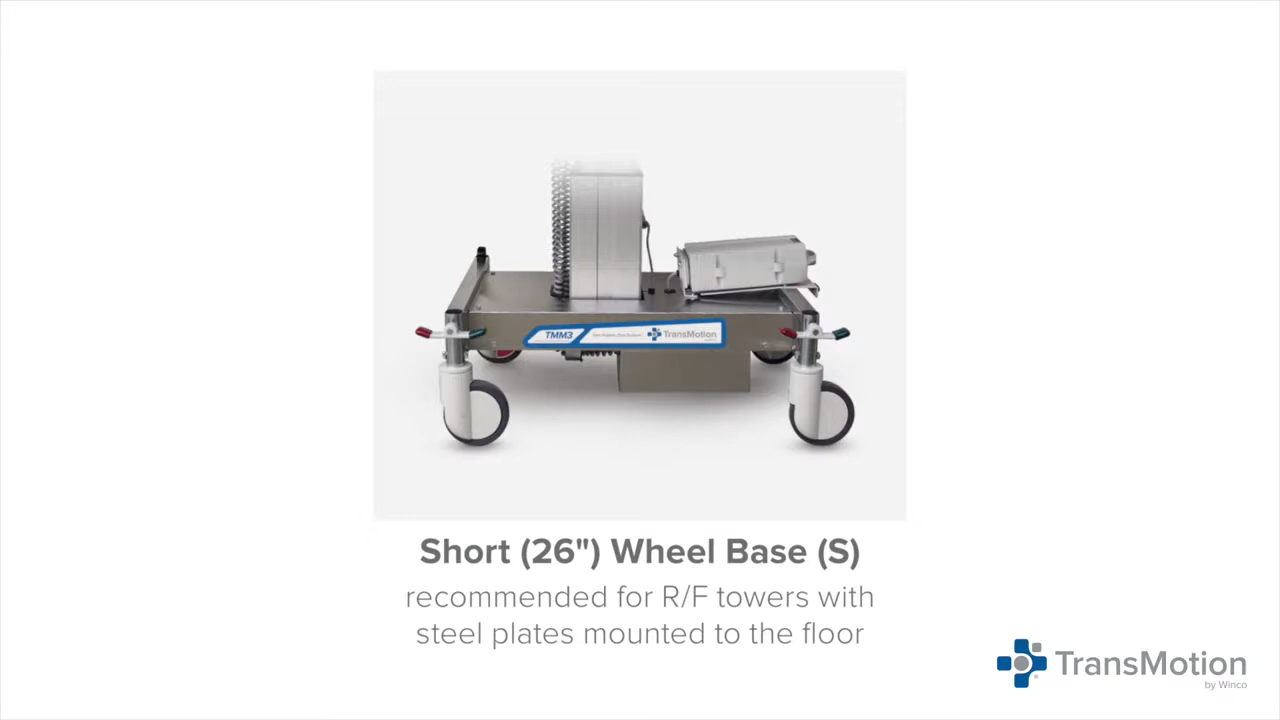 TMM3
TransMotion
Short (26") Wheel Base (S)
recommended for R/F towers with
steel plates mounted to the floor
TransMotion
by Winco